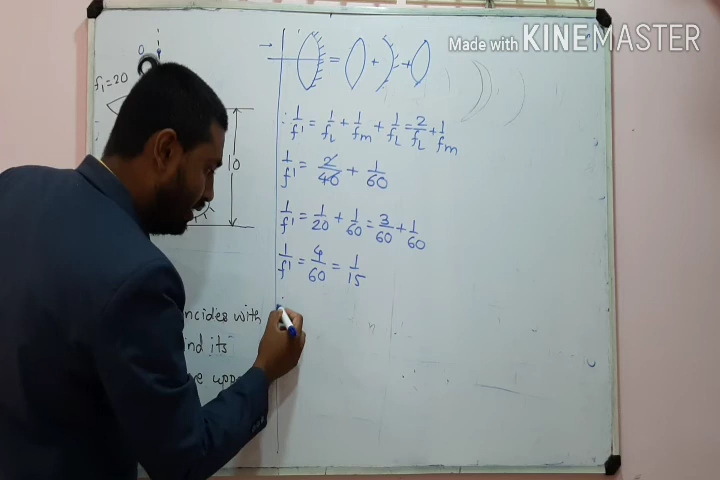 Made with KINEMASTER
O
f₁=20
10
= + +
∴ 1/f' = 1/fL + 1/fm + 1/fL = 2/fL + 1/fm
1/f' = 2/40 + 1/60
1/f' = 1/20 + 1/60 = 3/60 + 1/60
1/f' = 4/60 = 1/15
ncides with
ind its